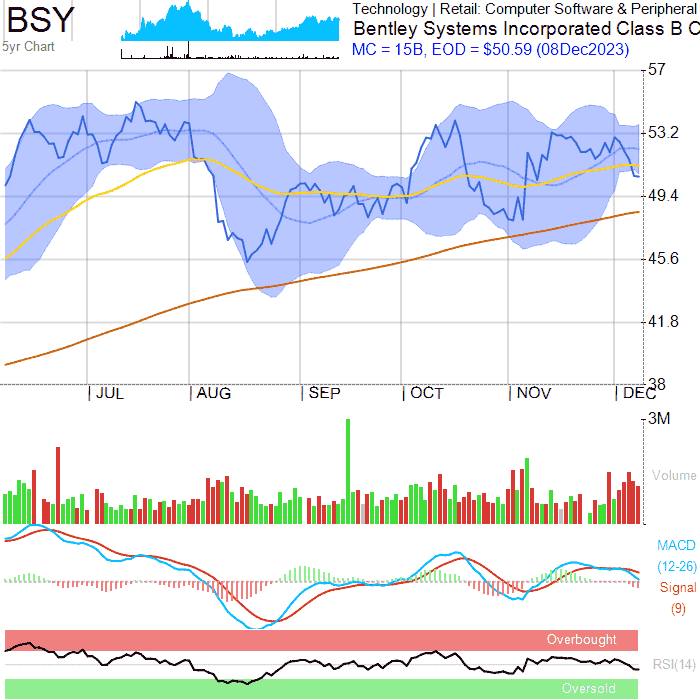 BSY
5yr Chart
Technology | Retail: Computer Software & Peripheral
Bentley Systems Incorporated Class B C
MC = 15B, EOD = $50.59 (08Dec2023)
57
53.2
49.4
45.6
41.8
38
JUL AUG SEP OCT NOV DEC
3M
Volume
MACD
(12-26)
Signal
(9)
Overbought
RSI(14)
Oversold